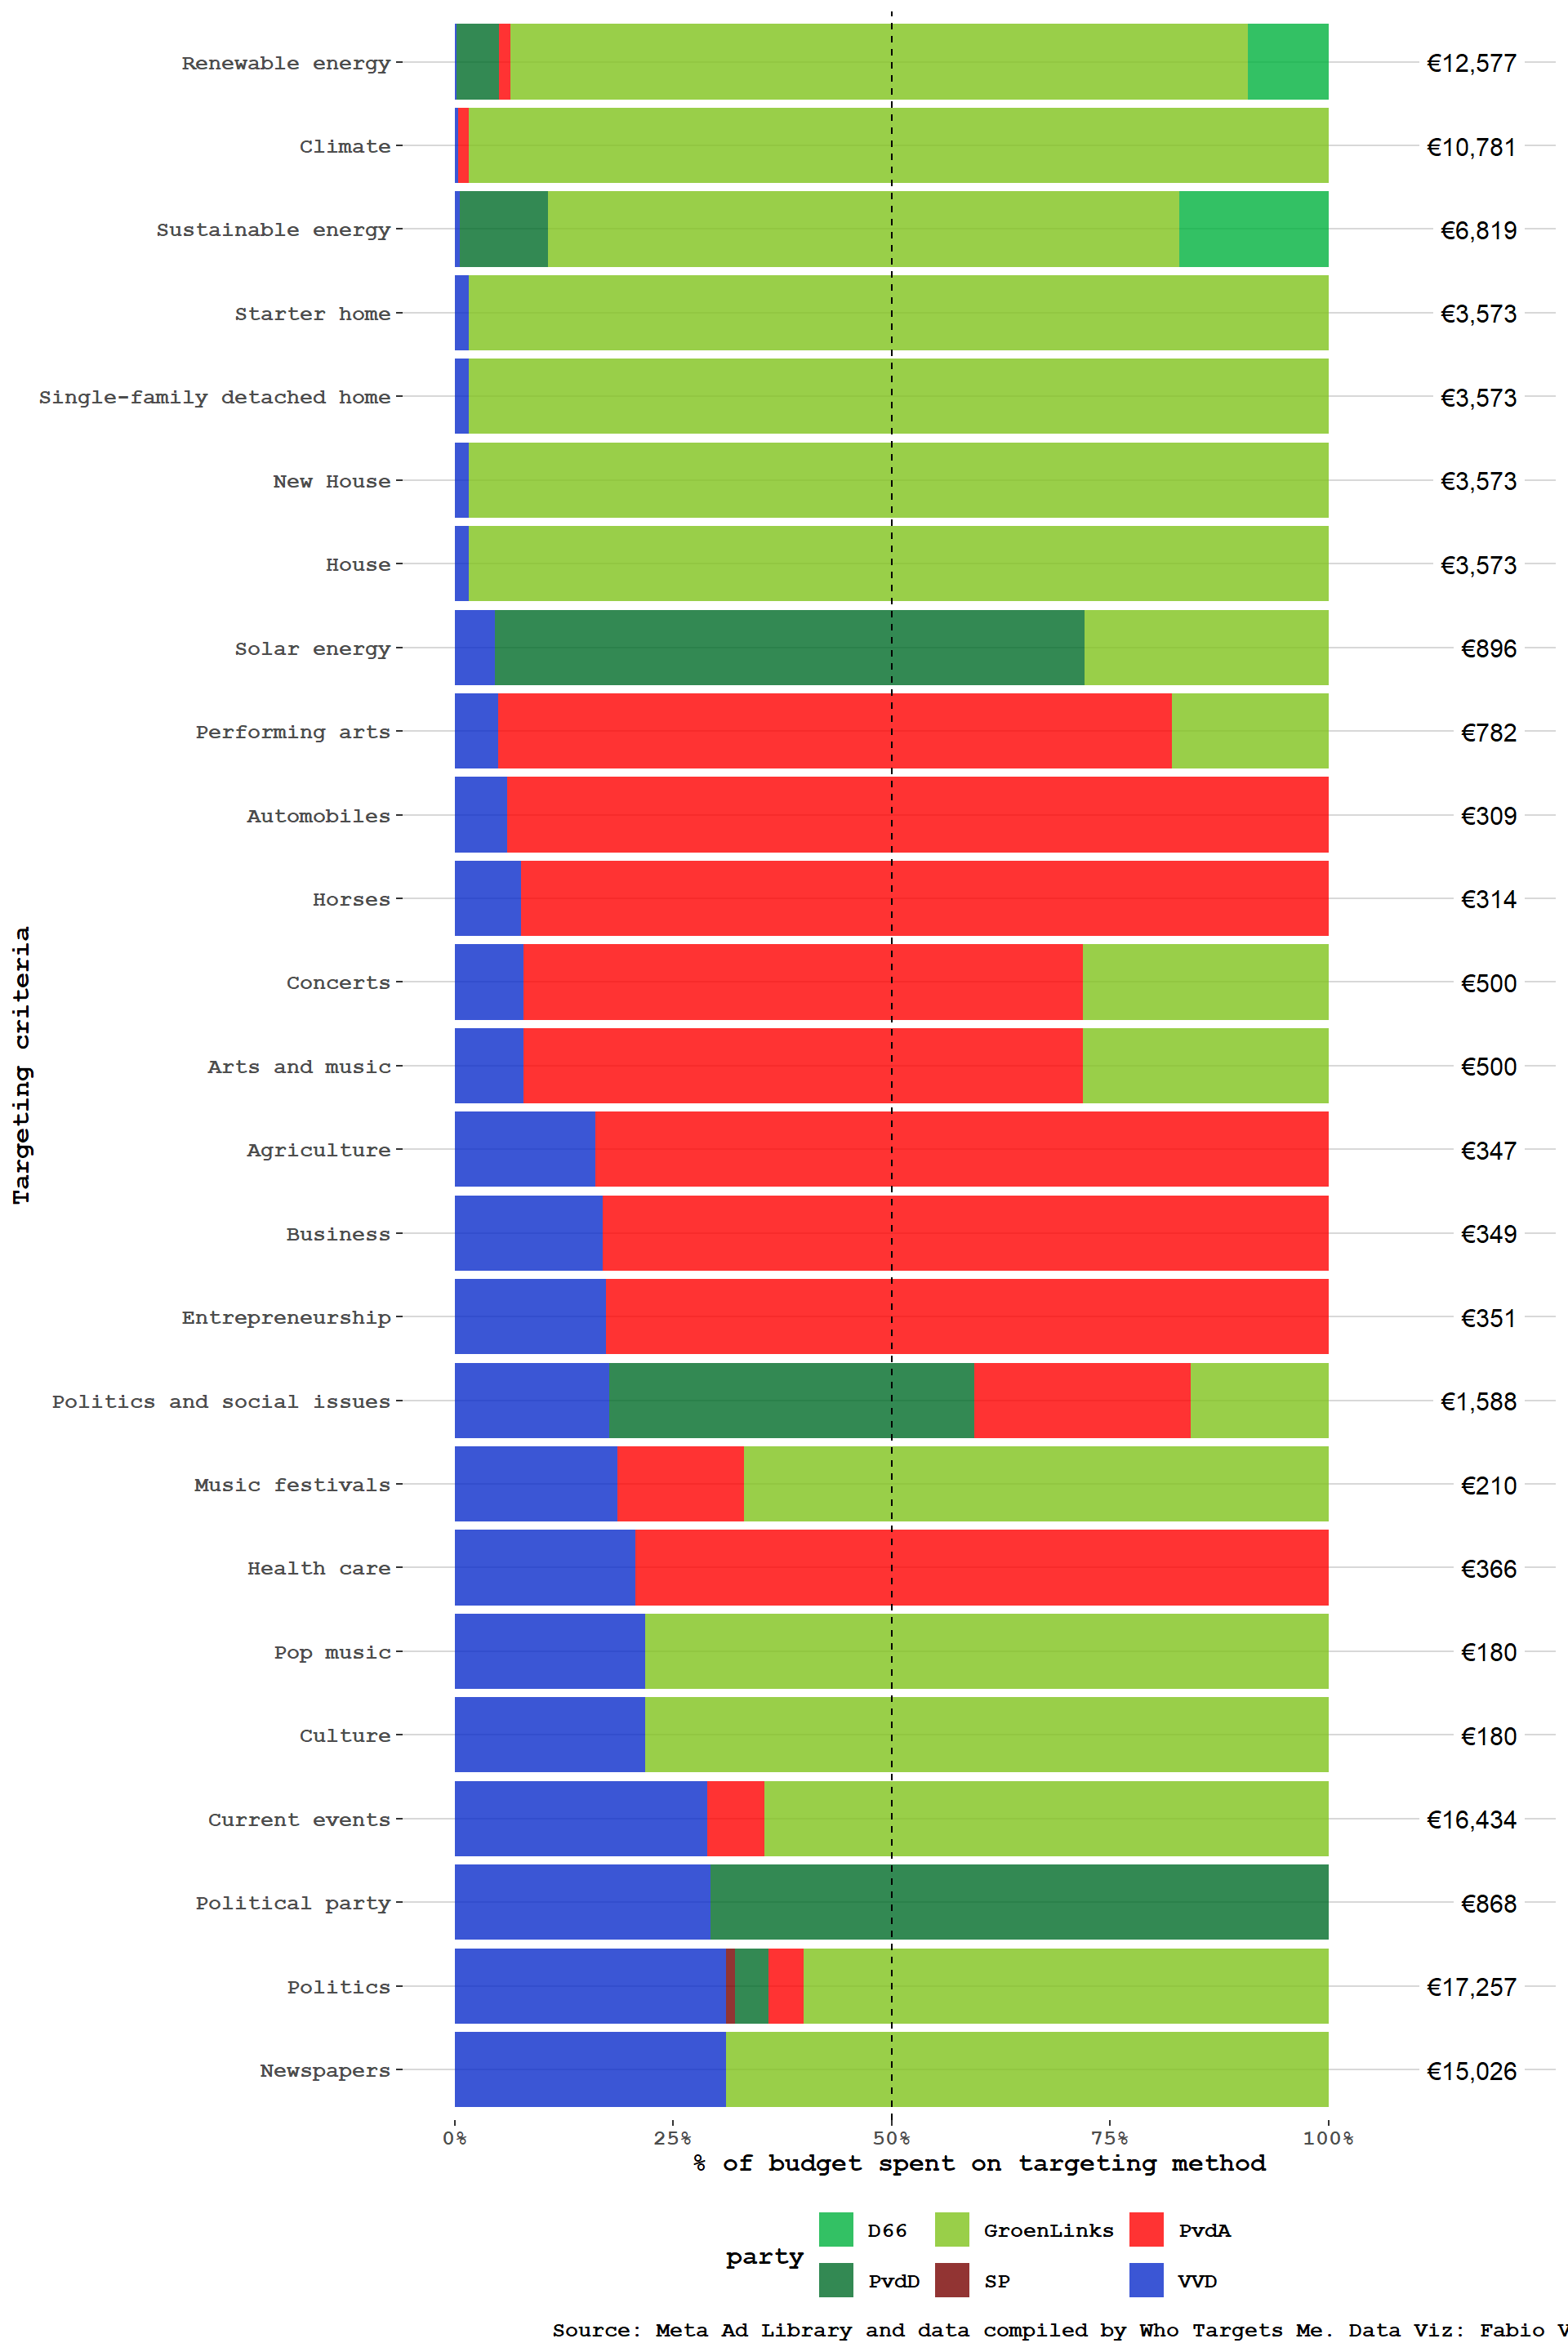 Renewable energy €12,577
Climate €10,781
Sustainable energy €6,819
Starter home €3,573
Single-family detached home €3,573
New House €3,573
House €3,573
Solar energy €896
Performing arts €782
Automobiles €309
Horses €314
Concerts €500
Arts and music €500
Agriculture €347
Business €349
Entrepreneurship €351
Politics and social issues €1,588
Music festivals €210
Health care €366
Pop music €180
Culture €180
Current events €16,434
Political party €868
Politics €17,257
Newspapers €15,026
Targeting criteria
0% 25% 50% 75% 100%
% of budget spent on targeting method
party
D66 GroenLinks PvdA
PvdD SP VVD
Source: Meta Ad Library and data compiled by Who Targets Me. Data Viz: Fabio